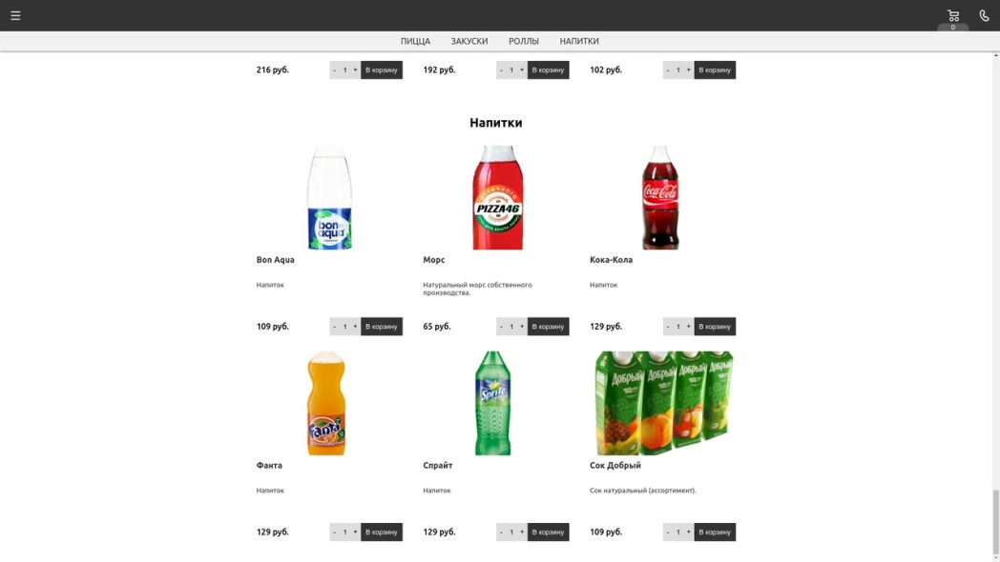 0
ПИЦЦА ЗАКУСКИ РОЛЛЫ НАПИТКИ
216 руб. - 1 + В корзину 192 руб. - 1 + В корзину 102 руб. - 1 + В корзину
Напитки
bon
aqua
ОТЛИЧНОГО
PIZZA46
Coca-Cola
Bon Aqua Морс Кока-Кола
Напиток Натуральный морс собственного Напиток
производства.
109 руб. - 1 + В корзину 65 руб. - 1 + В корзину 129 руб. - 1 + В корзину
Добрый Добрый Добрый Добрый
Sprite
Fanta
Фанта Спрайт Сок Добрый
Напиток Напиток Сок натуральный (ассортимент).
129 руб. - 1 + В корзину 129 руб. - 1 + В корзину 109 руб. - 1 + В корзину